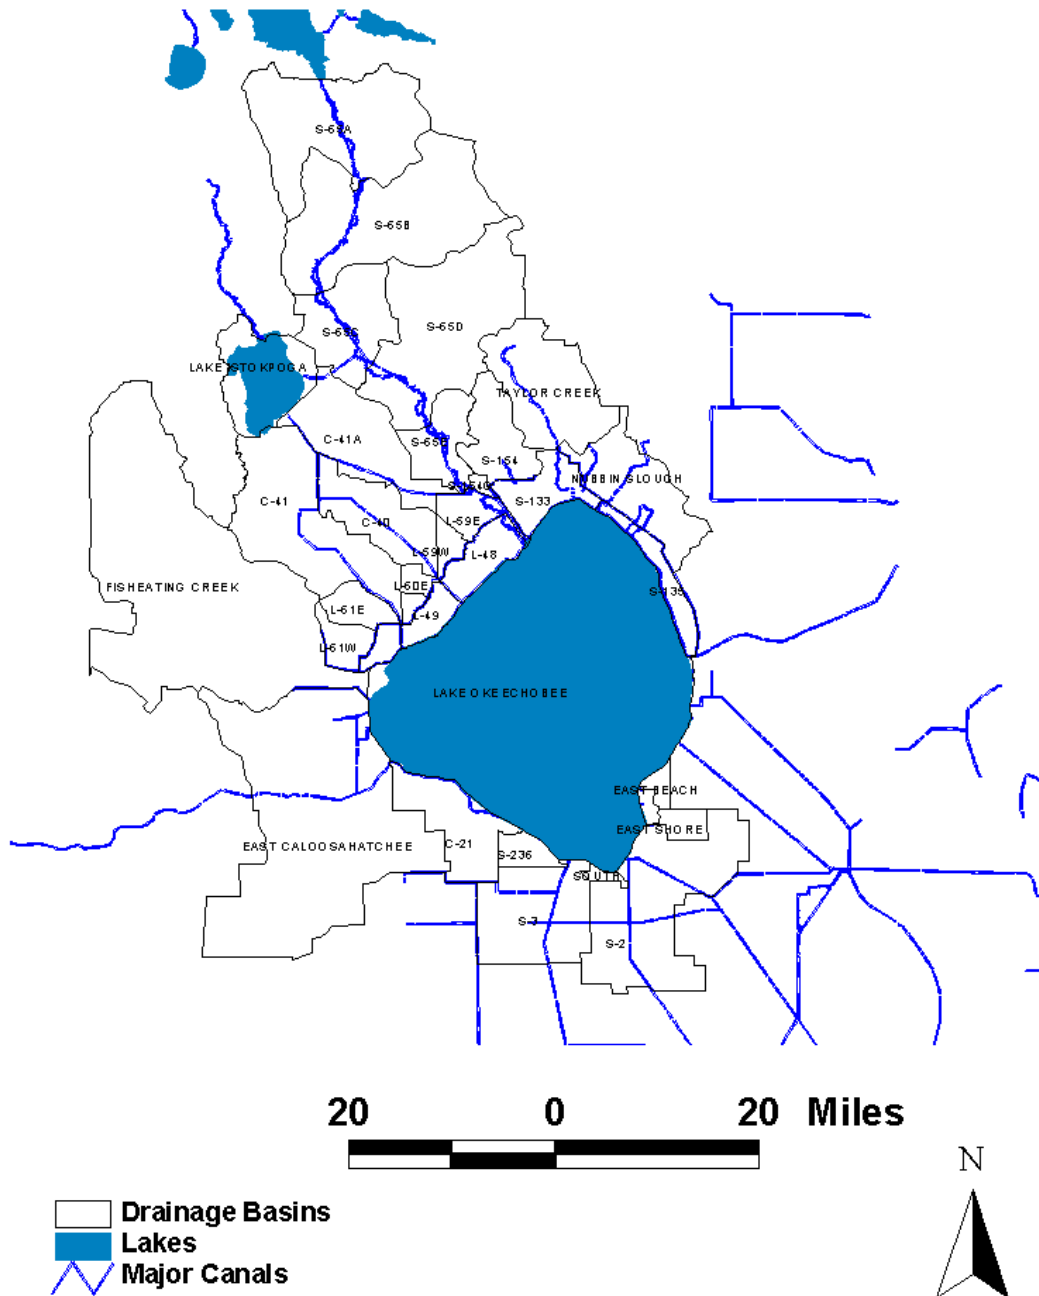 S-65A
S-65B
S-65C
S-65D
LAKE ISTOKPOGA
TAYLOR CREEK
C-41A
S-154
NUBBIN SLOUGH
S-133
C-41
C-40
L-59E
L-59W
L-48
FISHEATING CREEK
L-60E
S-135
L-61E
L-49
L-61W
LAKE OKEECHOBEE
EAST BEACH
EAST SHORE
EAST CALOOSAHATCHEE
C-21
S-236
SOUTH
S-2
20 0 20 Miles
N
Drainage Basins
Lakes
Major Canals